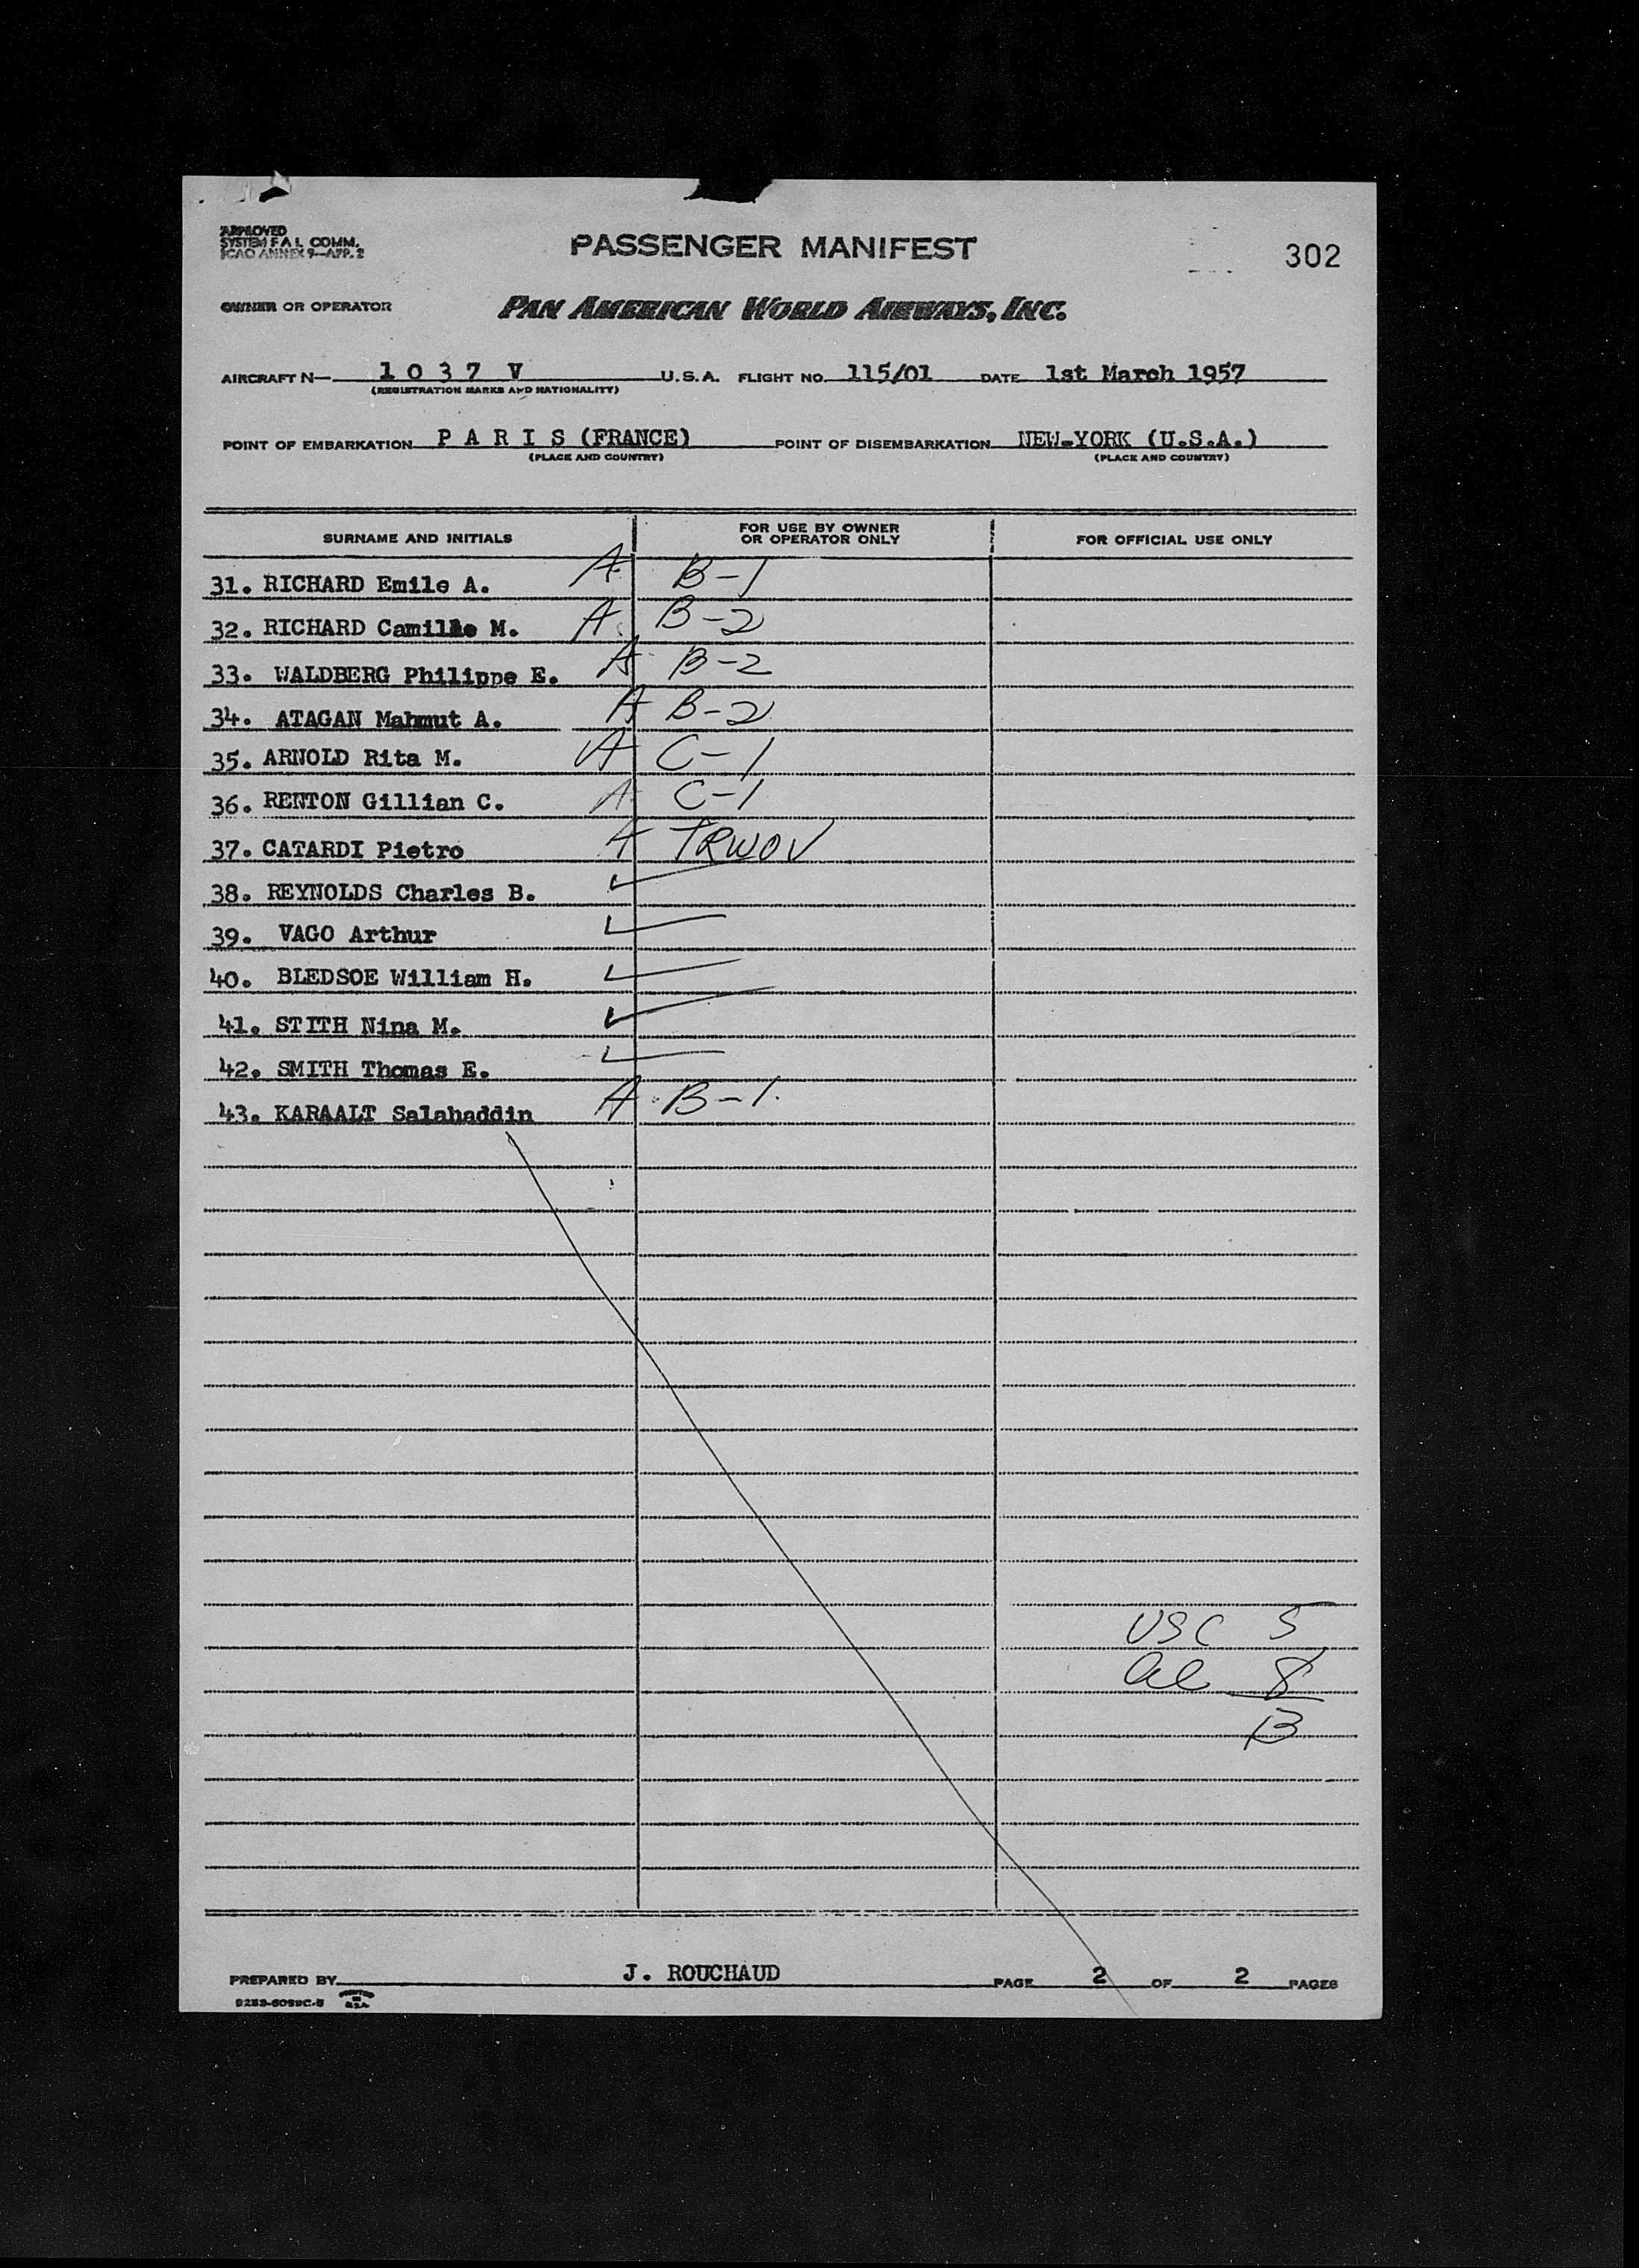 APPROVED
SYSTEM F A L COMM.
ICAO ANNEX 9—APP. 2
PASSENGER MANIFEST
302
OWNER OR OPERATOR PAN AMERICAN WORLD AIRWAYS, INC.
AIRCRAFT N— 1 0 3 7 V U.S.A. FLIGHT NO. 115/01 DATE 1st March 1957
(REGISTRATION MARKS AND NATIONALITY)
POINT OF EMBARKATION P A R I S (FRANCE) POINT OF DISEMBARKATION NEW-YORK (U.S.A.)
(PLACE AND COUNTRY) (PLACE AND COUNTRY)
SURNAME AND INITIALS FOR USE BY OWNER OR OPERATOR ONLY FOR OFFICIAL USE ONLY
31. RICHARD Emile A. A B-1
32. RICHARD Camille M. A B-2
33. WALDBERG Philippe E. A B-2
34. ATAGAN Mahmut A. A B-2
35. ARNOLD Rita M. A C-1
36. RENTON Gillian C. A C-1
37. CATARDI Pietro A TRWOV
38. REYNOLDS Charles B. ✓
39. VAGO Arthur ✓
40. BLEDSOE William H. ✓
41. STITH Nina M. ✓
42. SMITH Thomas E. ✓
43. KARAALT Salahaddin A B-1
USC 5
al 8
13
PREPARED BY J. ROUCHAUD PAGE 2 OF 2 PAGES
PRINTED IN U.S.A.